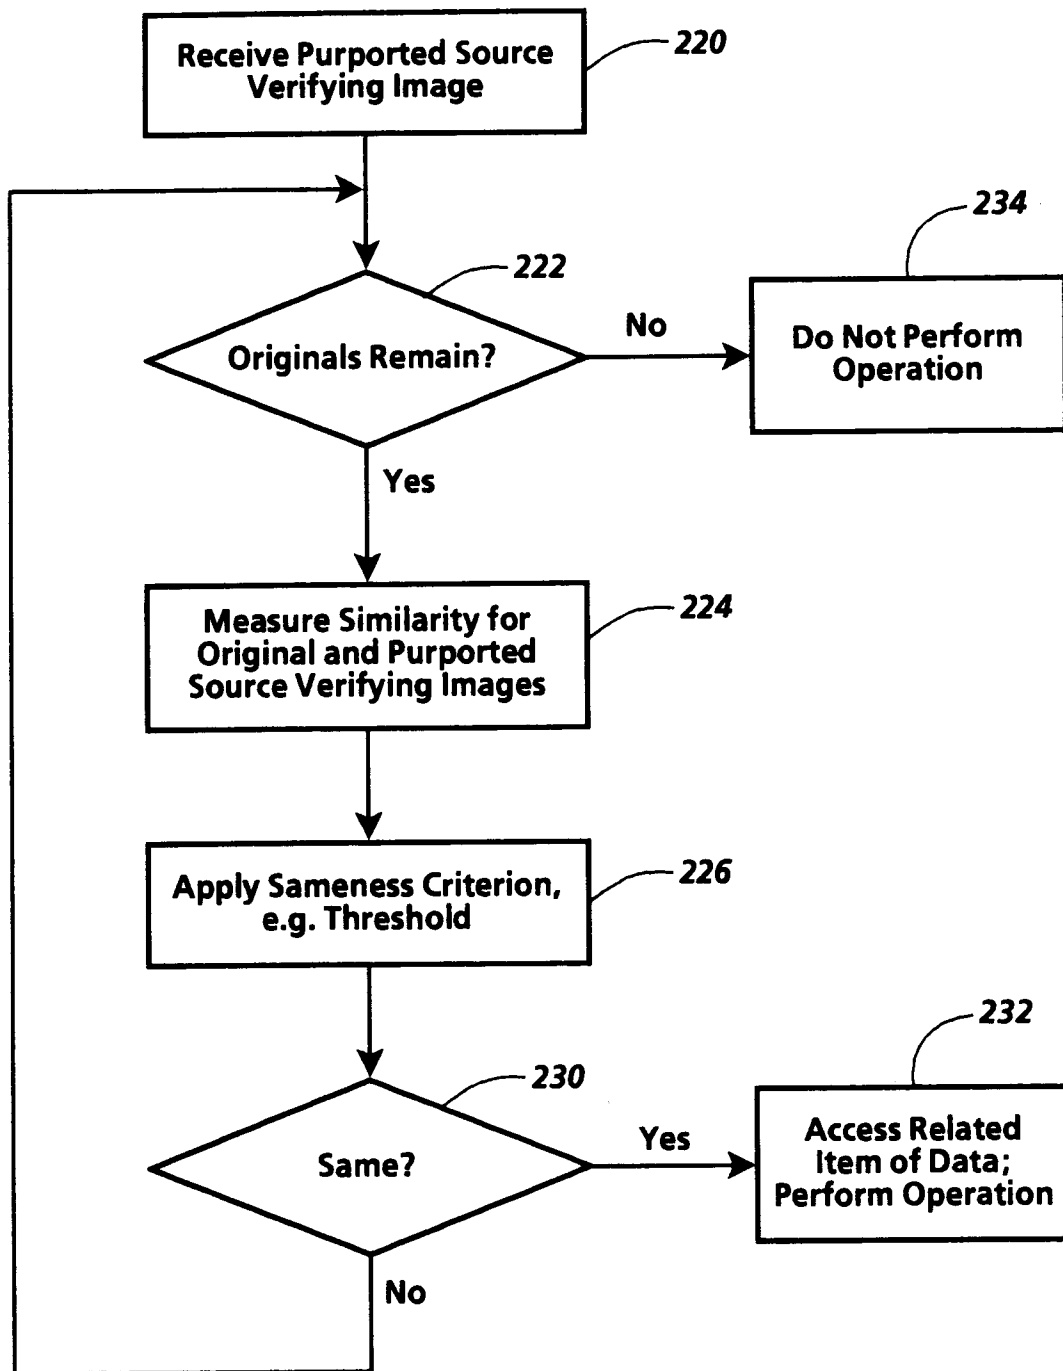 Receive Purported Source
Verifying Image
220
222
Originals Remain?
No
234
Do Not Perform
Operation
Yes
Measure Similarity for
Original and Purported
Source Verifying Images
224
Apply Sameness Criterion,
e.g. Threshold
226
230
Same?
Yes
232
Access Related
Item of Data;
Perform Operation
No